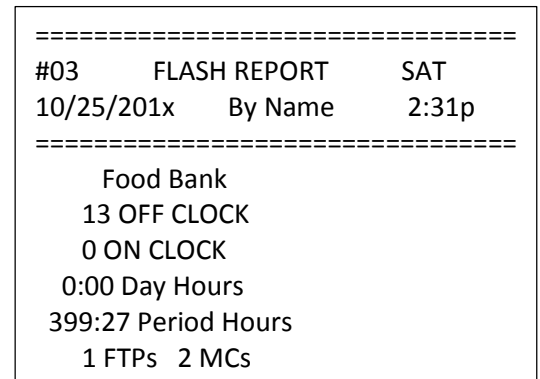 =================================
#03 FLASH REPORT SAT
10/25/201x By Name 2:31p
=================================
Food Bank
13 OFF CLOCK
0 ON CLOCK
0:00 Day Hours
399:27 Period Hours
1 FTPs 2 MCs